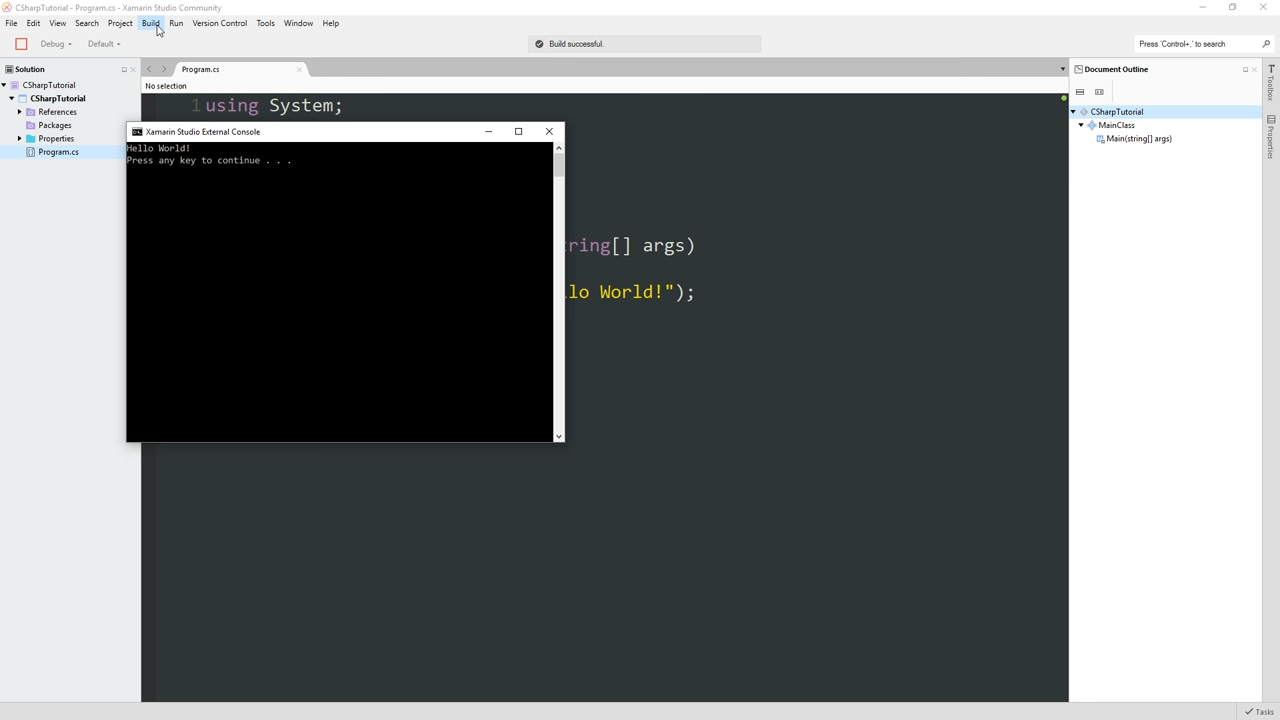 CSharpTutorial - Program.cs - Xamarin Studio Community
File Edit View Search Project Build Run Version Control Tools Window Help
Debug Default
Build successful.
Press 'Control+,' to search
Solution
Program.cs
Document Outline
CSharpTutorial
No selection
CSharpTutorial
References
Packages
Properties
Program.cs
1 using System;
Xamarin Studio External Console
Hello World!
Press any key to continue . . .
ring[] args)
lo World!");
CSharpTutorial
MainClass
Main(string[] args)
Toolbox
Properties
Tasks